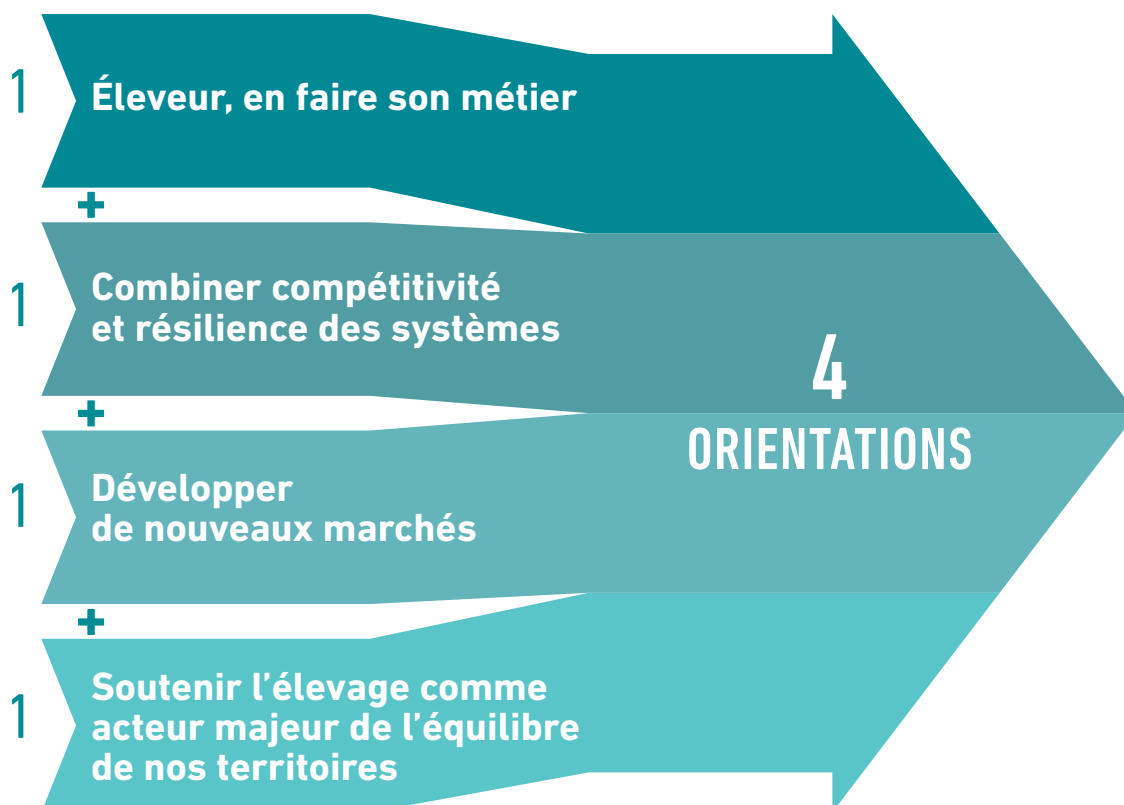 1
Éleveur, en faire son métier
+
1
Combiner compétitivité
et résilience des systèmes
+
1
Développer
de nouveaux marchés
+
1
Soutenir l’élevage comme
acteur majeur de l’équilibre
de nos territoires
4
ORIENTATIONS